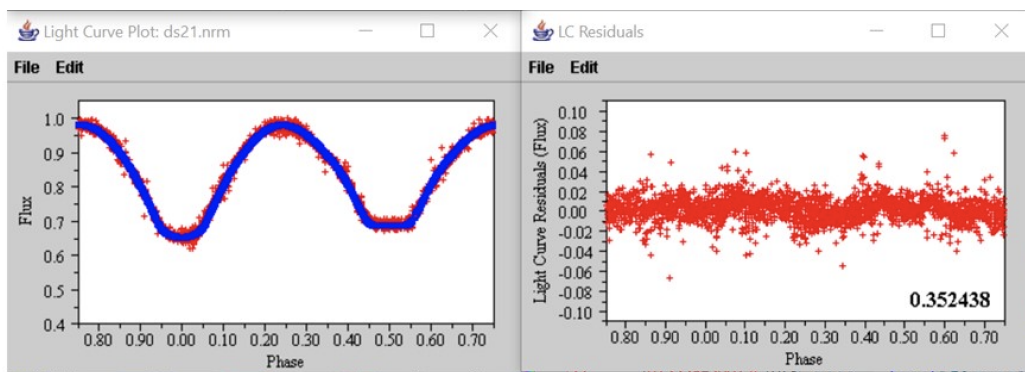 Light Curve Plot: ds21.nrm
File Edit
1.0
0.9
0.8
0.7
0.6
0.5
0.4
Flux
0.80 0.90 0.00 0.10 0.20 0.30 0.40 0.50 0.60 0.70
Phase
LC Residuals
File Edit
0.10
0.08
0.06
0.04
0.02
0.00
-0.02
-0.04
-0.06
-0.08
-0.10
Light Curve Residuals (Flux)
0.352438
0.80 0.90 0.00 0.10 0.20 0.30 0.40 0.50 0.60 0.70
Phase